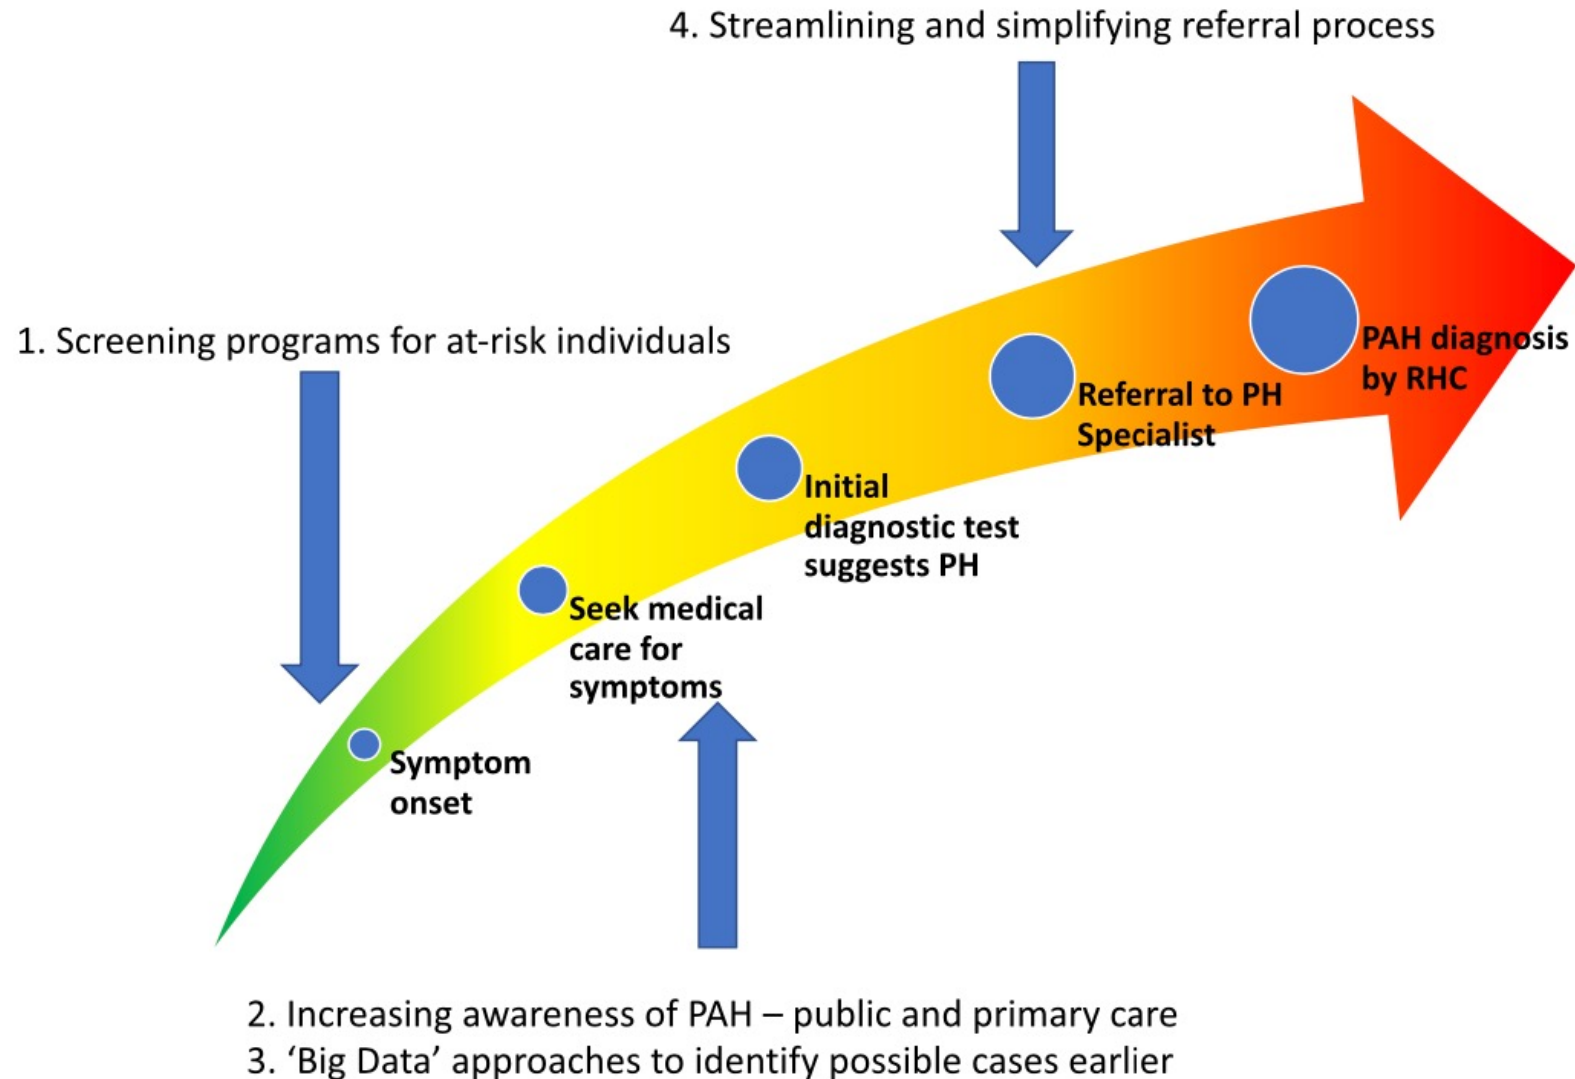 4. Streamlining and simplifying referral process
1. Screening programs for at-risk individuals
PAH diagnosis
by RHC
Referral to PH
Specialist
Initial
diagnostic test
suggests PH
Seek medical
care for
symptoms
Symptom
onset
2. Increasing awareness of PAH – public and primary care
3. ‘Big Data’ approaches to identify possible cases earlier